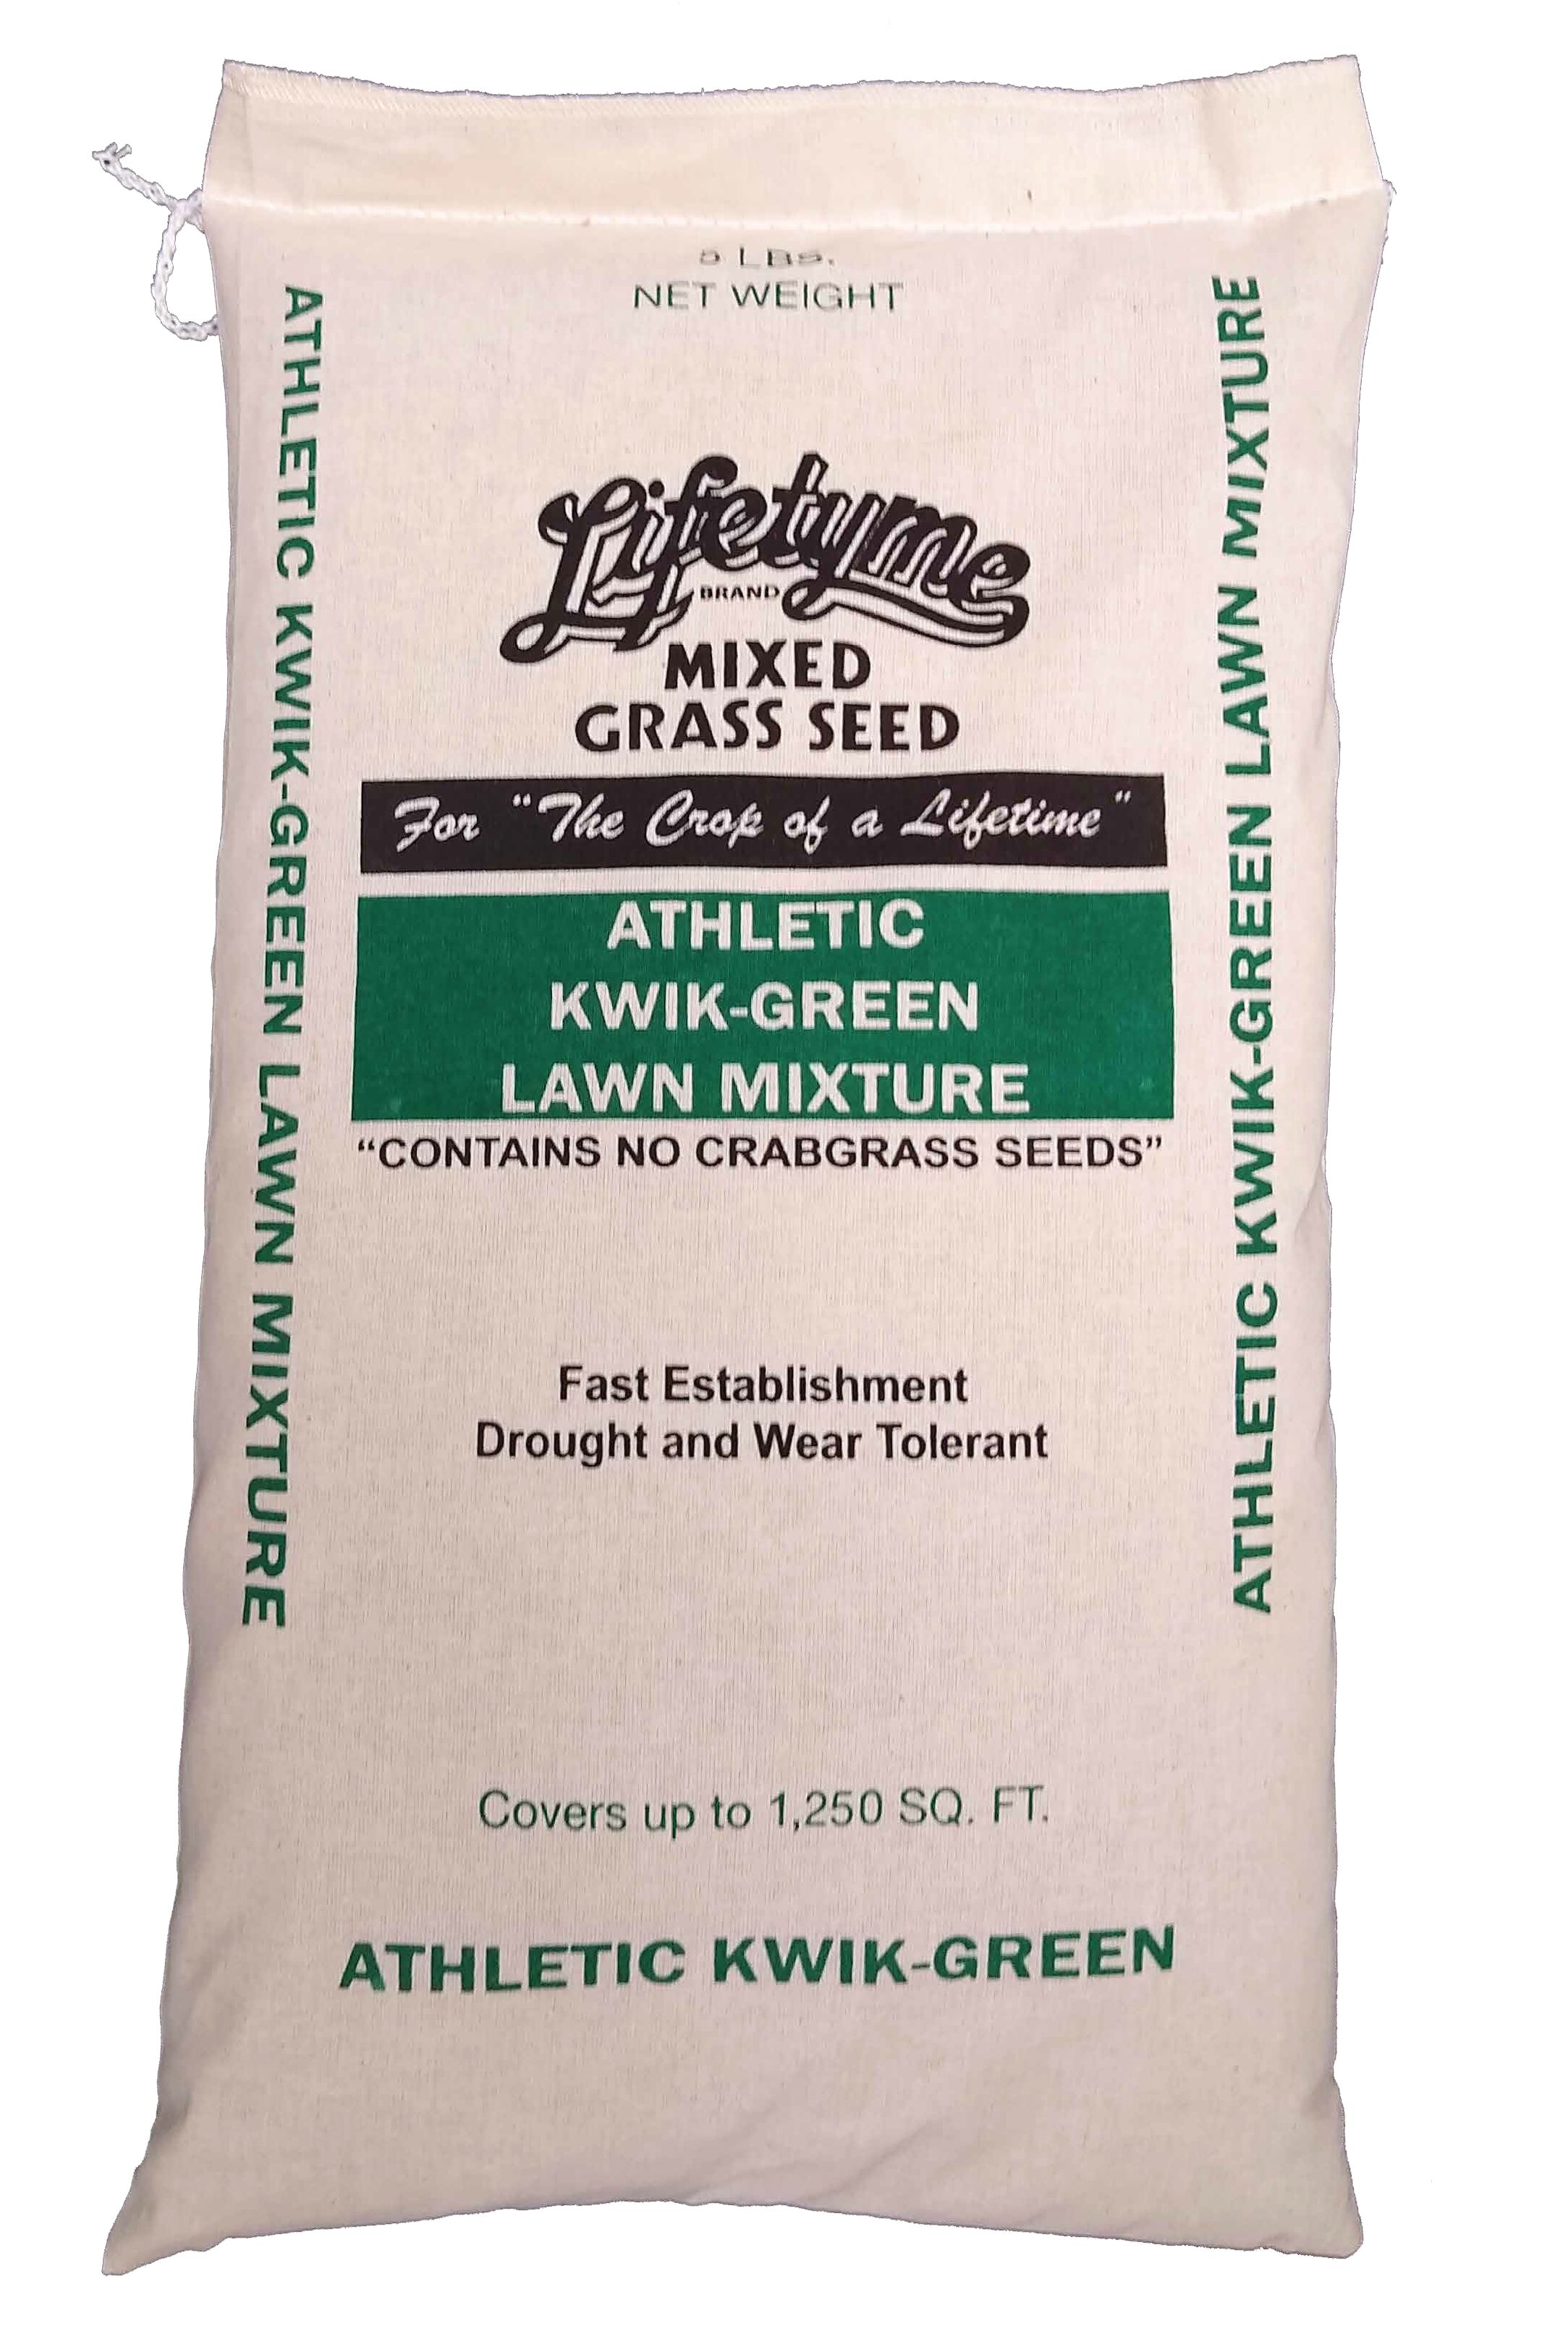 5 LBS.
NET WEIGHT
Lifetyme
BRAND
MIXED
GRASS SEED
For "The Crop of a Lifetime"
ATHLETIC
KWIK-GREEN
LAWN MIXTURE
“CONTAINS NO CRABGRASS SEEDS”
Fast Establishment
Drought and Wear Tolerant
Covers up to 1,250 SQ. FT.
ATHLETIC KWIK-GREEN
ATHLETIC KWIK-GREEN LAWN MIXTURE
ATHLETIC KWIK-GREEN LAWN MIXTURE